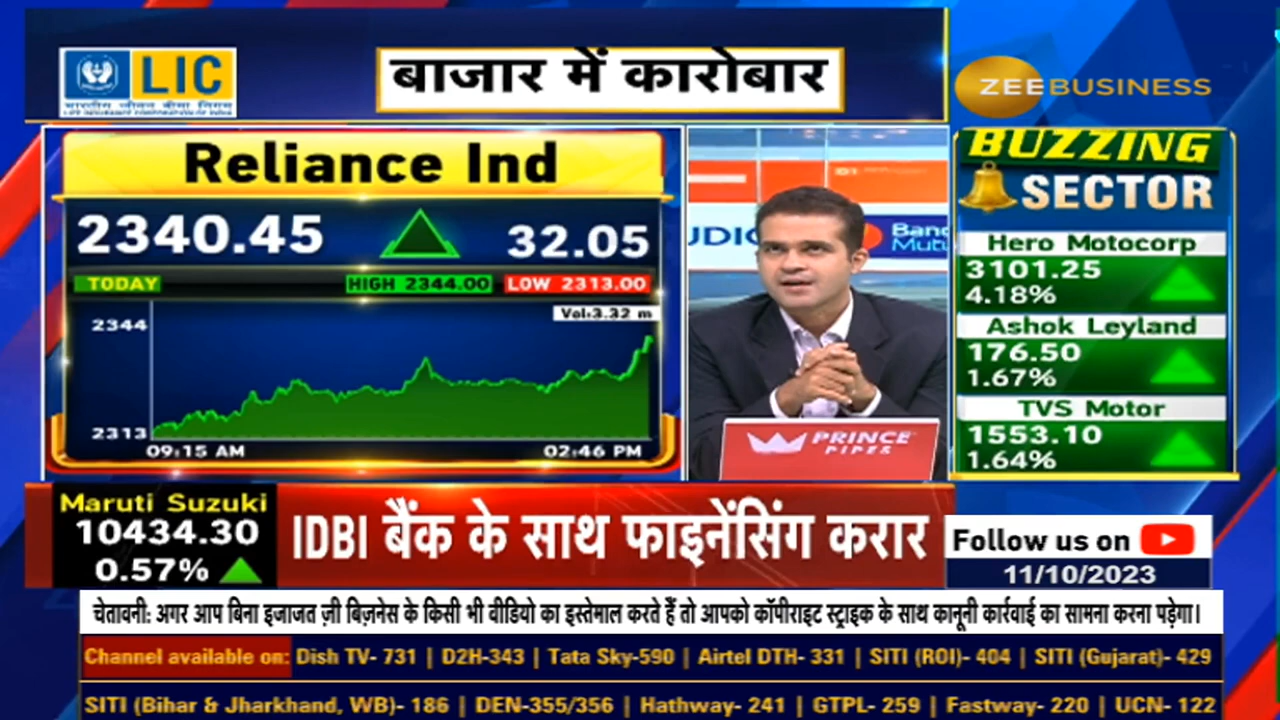 LIC
भारतीय जीवन बीमा निगम
LIFE INSURANCE CORPORATION OF INDIA
बाजार में कारोबार
ZEEBUSINESS
Reliance Ind
2340.45 32.05
TODAY HIGH 2344.00 LOW 2313.00
Vol:3.32 m
2344
2313
09:15 AM 02:46 PM
PRINCE
PIPES
BUZZING
SECTOR
Hero Motocorp
3101.25
4.18%
Ashok Leyland
176.50
1.67%
TVS Motor
1553.10
1.64%
Maruti Suzuki
10434.30
0.57%
IDBI बैंक के साथ फाइनेंसिंग करार
Follow us on
11/10/2023
चेतावनी: अगर आप बिना इजाजत ज़ी बिज़नेस के किसी भी वीडियो का इस्तेमाल करते हैं तो आपको कॉपीराइट स्ट्राइक के साथ कानूनी कार्रवाई का सामना करना पड़ेगा।
Channel available on: Dish TV- 731 | D2H-343 | Tata Sky-590 | Airtel DTH- 331 | SITI (ROI)- 404 | SITI (Gujarat)- 429
SITI (Bihar & Jharkhand, WB)- 186 | DEN-355/356 | Hathway- 241 | GTPL- 259 | Fastway- 220 | UCN- 122